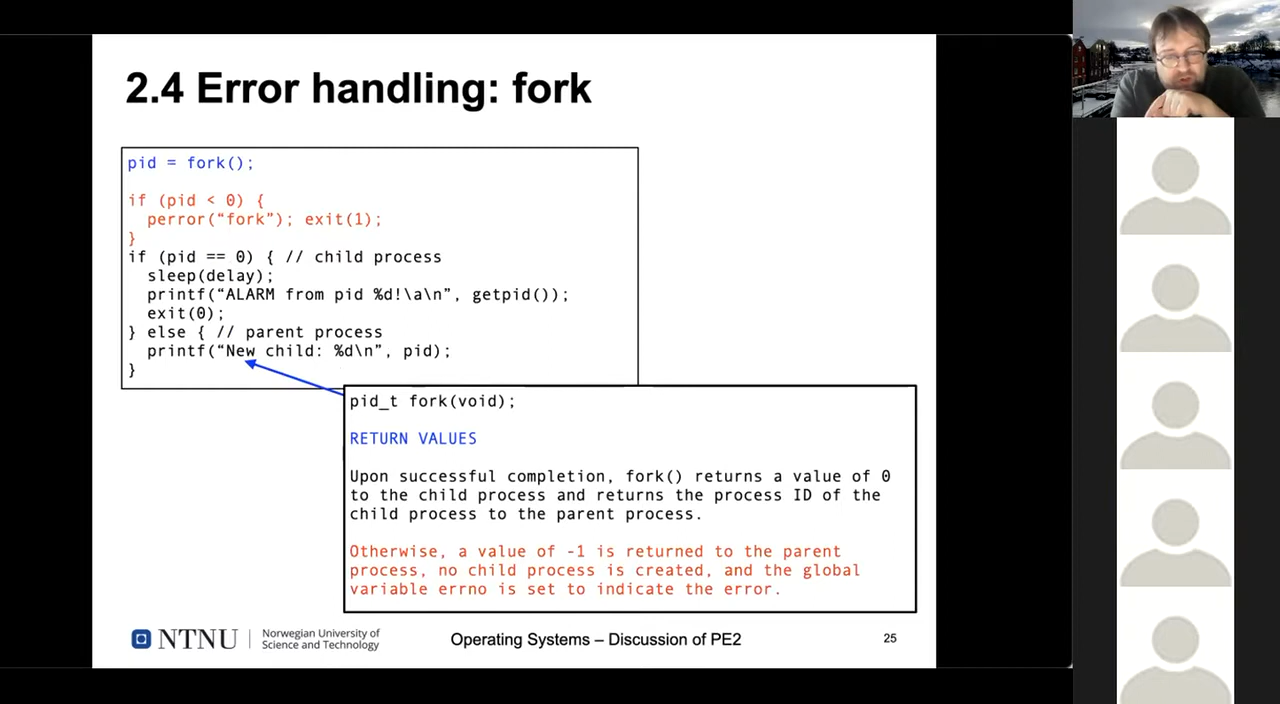 2.4 Error handling: fork
pid = fork();
if (pid < 0) {
perror(“fork”); exit(1);
}
if (pid == 0) { // child process
sleep(delay);
printf(“ALARM from pid %d!\a\n”, getpid());
exit(0);
} else { // parent process
printf(“New child: %d\n”, pid);
}
pid_t fork(void);
RETURN VALUES
Upon successful completion, fork() returns a value of 0
to the child process and returns the process ID of the
child process to the parent process.
Otherwise, a value of -1 is returned to the parent
process, no child process is created, and the global
variable errno is set to indicate the error.
NTNU
Norwegian University of
Science and Technology
Operating Systems – Discussion of PE2
25